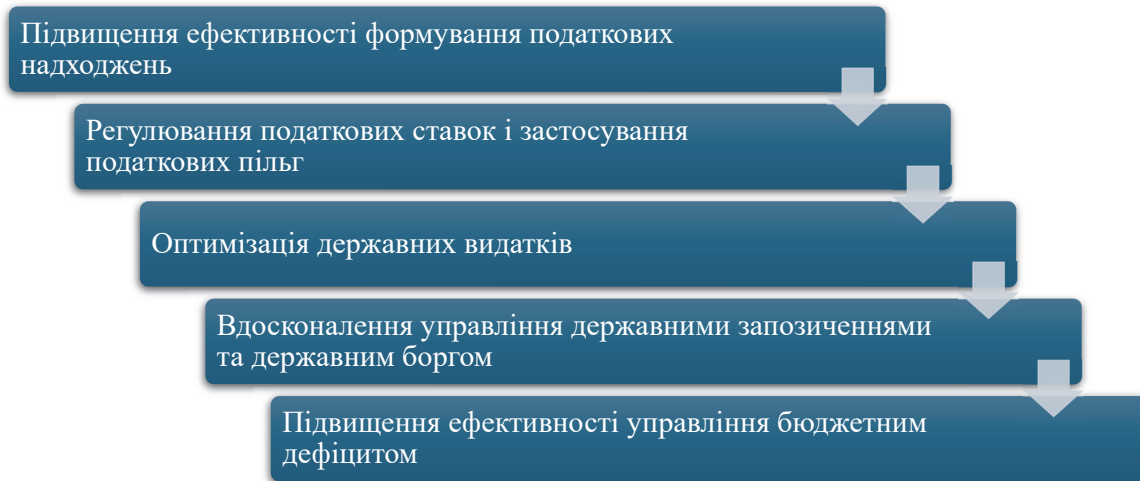 Підвищення ефективності формування податкових
надходжень
Регулювання податкових ставок і застосування
податкових пільг
Оптимізація державних видатків
Вдосконалення управління державними запозиченнями
та державним боргом
Підвищення ефективності управління бюджетним
дефіцитом